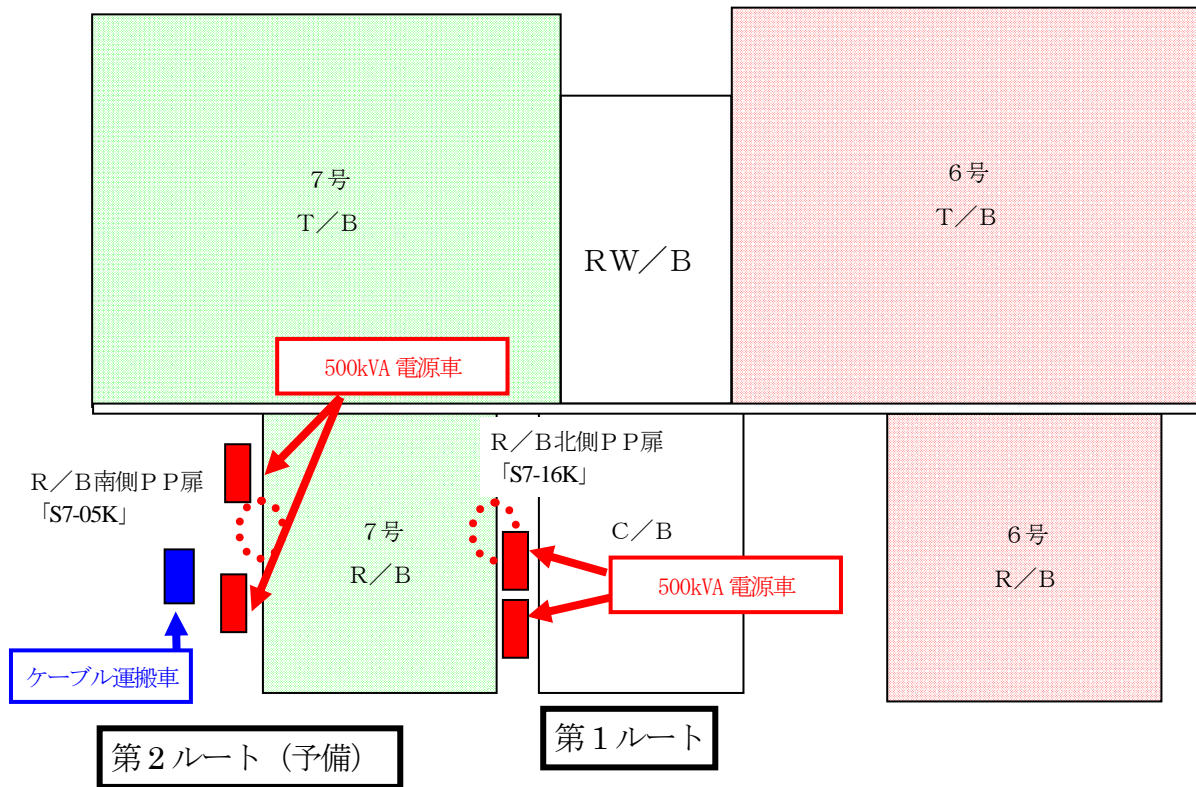 7号
T／B
RW／B
6号
T／B
500kVA 電源車
R／B南側ＰＰ扉
「S7-05K」
R／B北側ＰＰ扉
「S7-16K」
7号
R／B
C／B
6号
R／B
500kVA 電源車
ケーブル運搬車
第2ルート（予備）
第1ルート